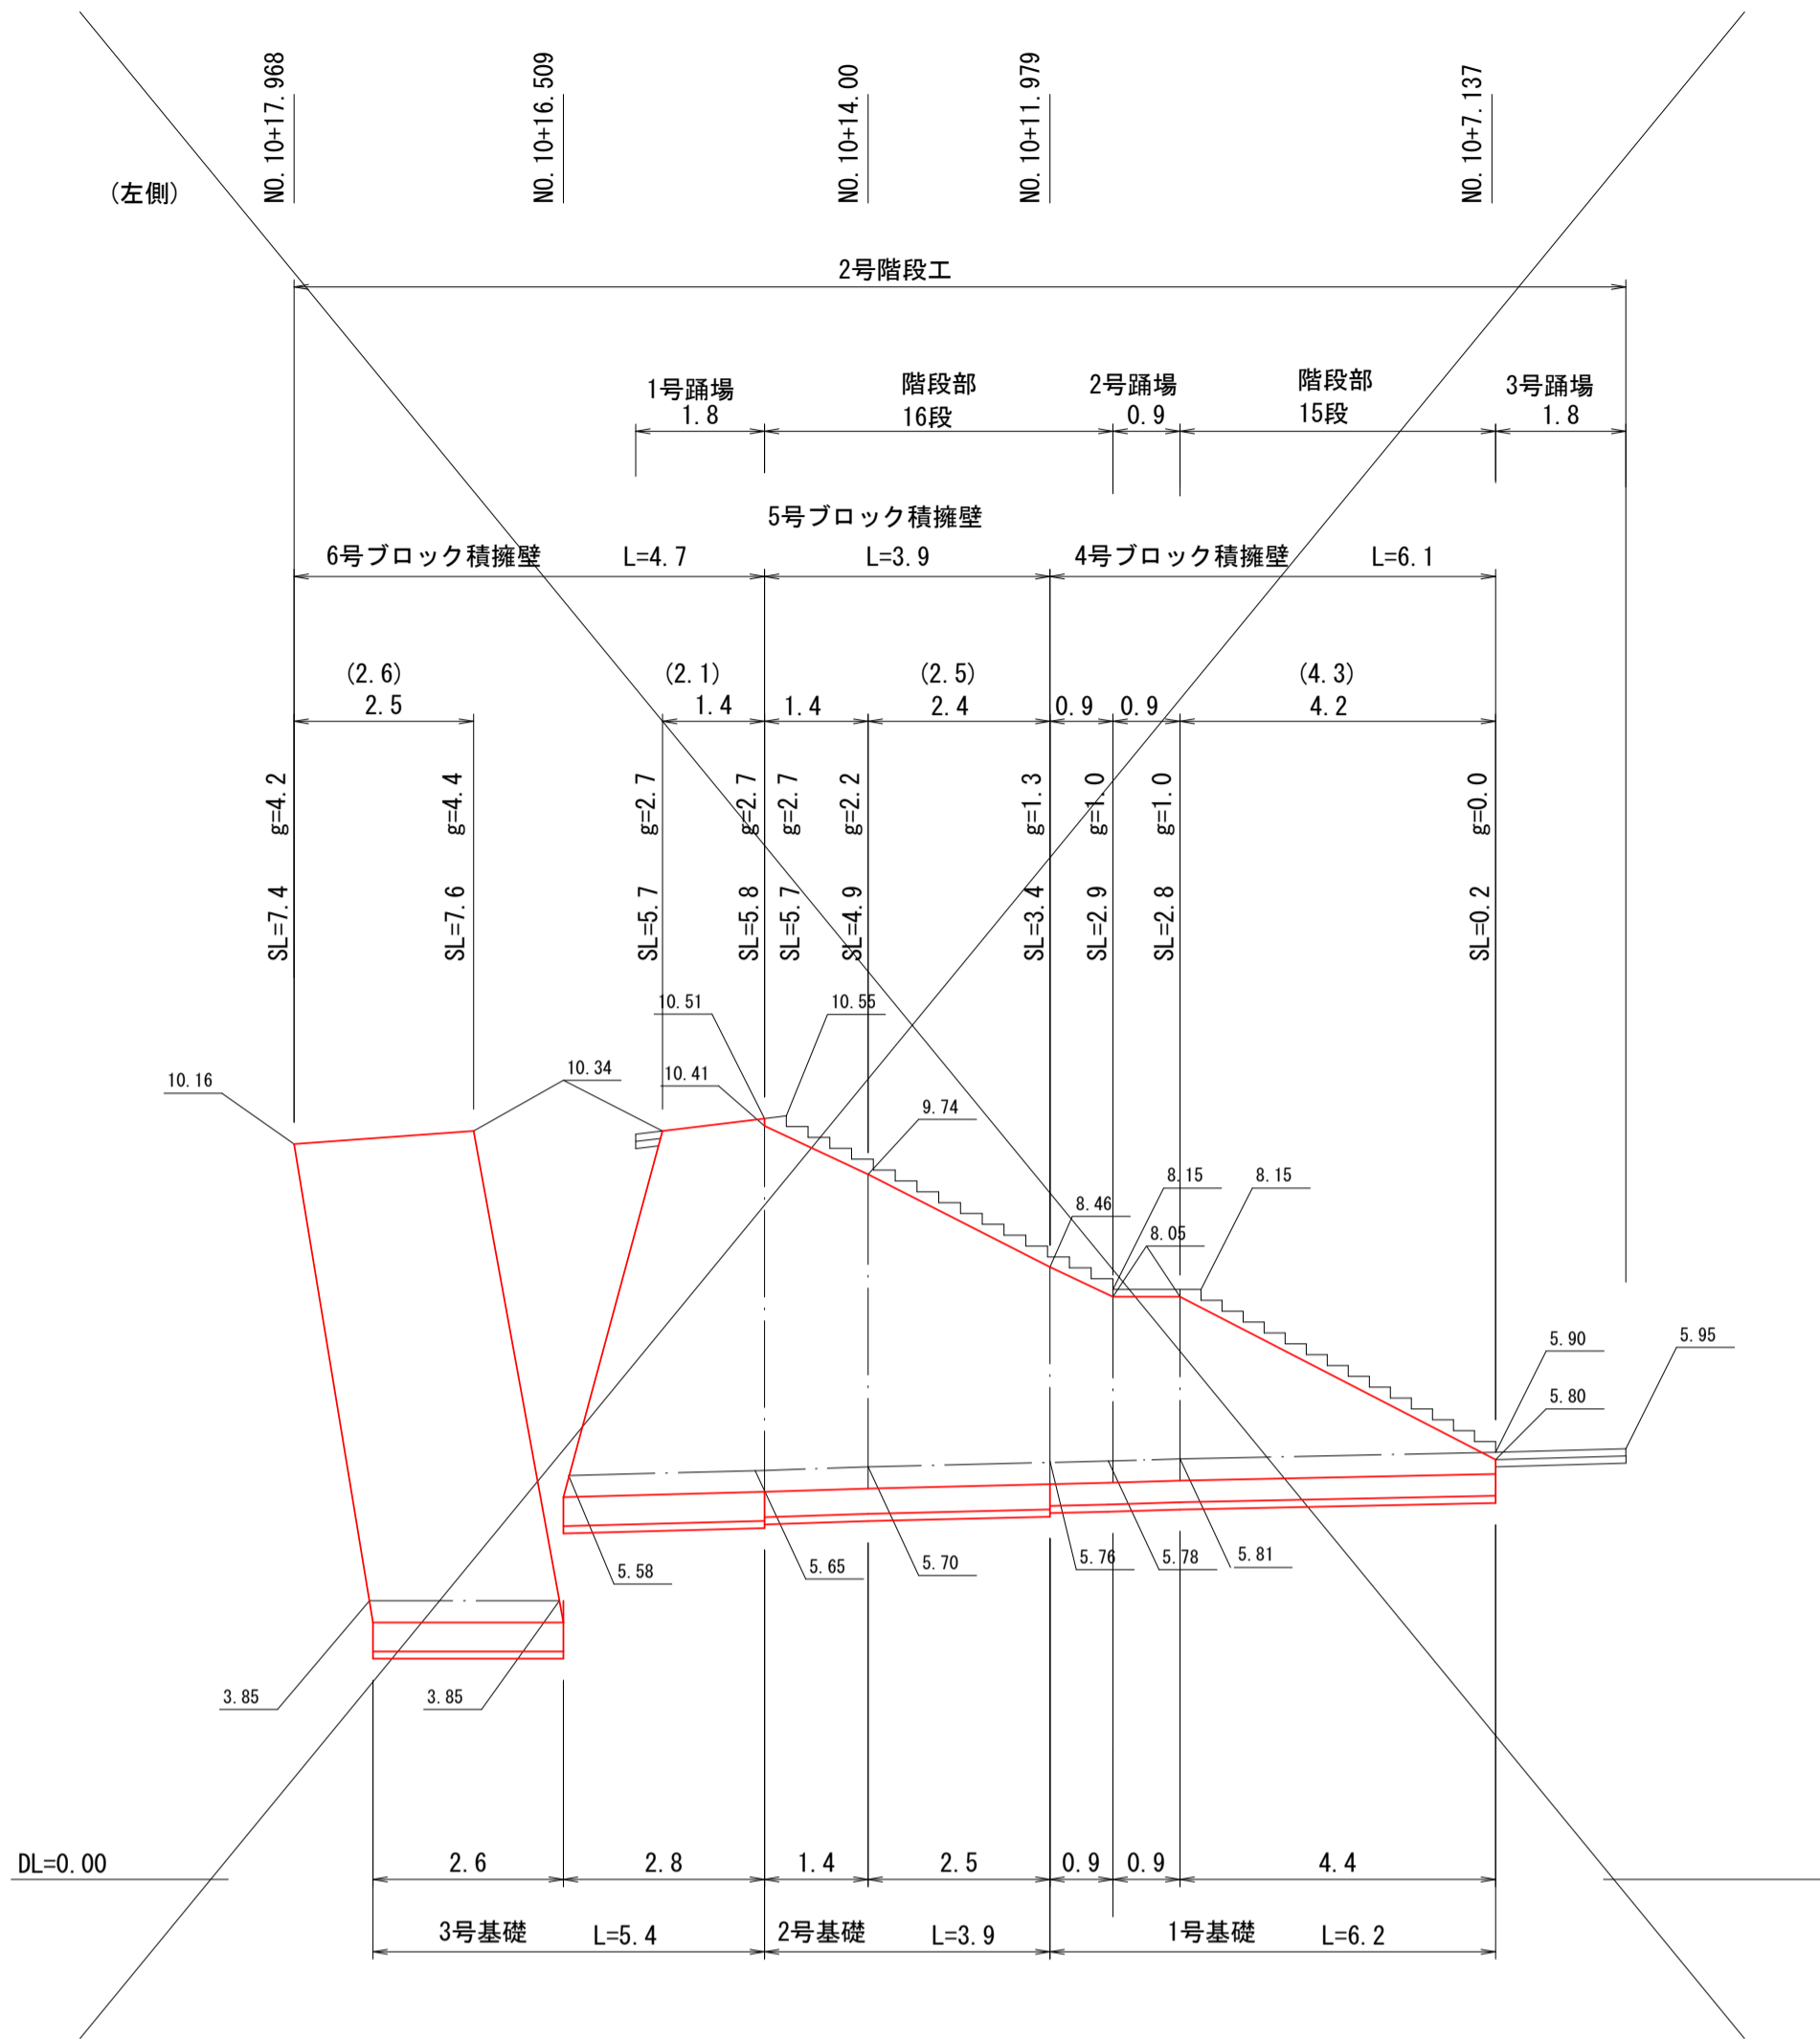 NO.10+17.968
NO.10+16.509
NO.10+14.00
NO.10+11.979
NO.10+7.137
(左側)
2号階段工
1号踊場
1.8
階段部
16段
2号踊場
0.9
階段部
15段
3号踊場
1.8
5号ブロック積擁壁
6号ブロック積擁壁 L=4.7
L=3.9
4号ブロック積擁壁 L=6.1
(2.6)
(2.1)
(2.5)
(4.3)
2.5
1.4
1.4
2.4
0.9
0.9
4.2
SL=7.4 g=4.2
SL=7.6 g=4.4
SL=5.7 g=2.7
SL=5.8 g=2.7
SL=5.7 g=2.7
SL=4.9 g=2.2
SL=3.4 g=1.3
SL=2.9 g=1.0
SL=2.8 g=1.0
SL=0.2 g=0.0
10.51
10.55
10.16
10.34
10.41
9.74
8.15
8.15
8.46
8.05
5.90
5.95
5.80
5.58
5.65
5.70
5.76
5.78
5.81
3.85
3.85
DL=0.00
2.6
2.8
1.4
2.5
0.9
0.9
4.4
3号基礎 L=5.4
2号基礎 L=3.9
1号基礎 L=6.2